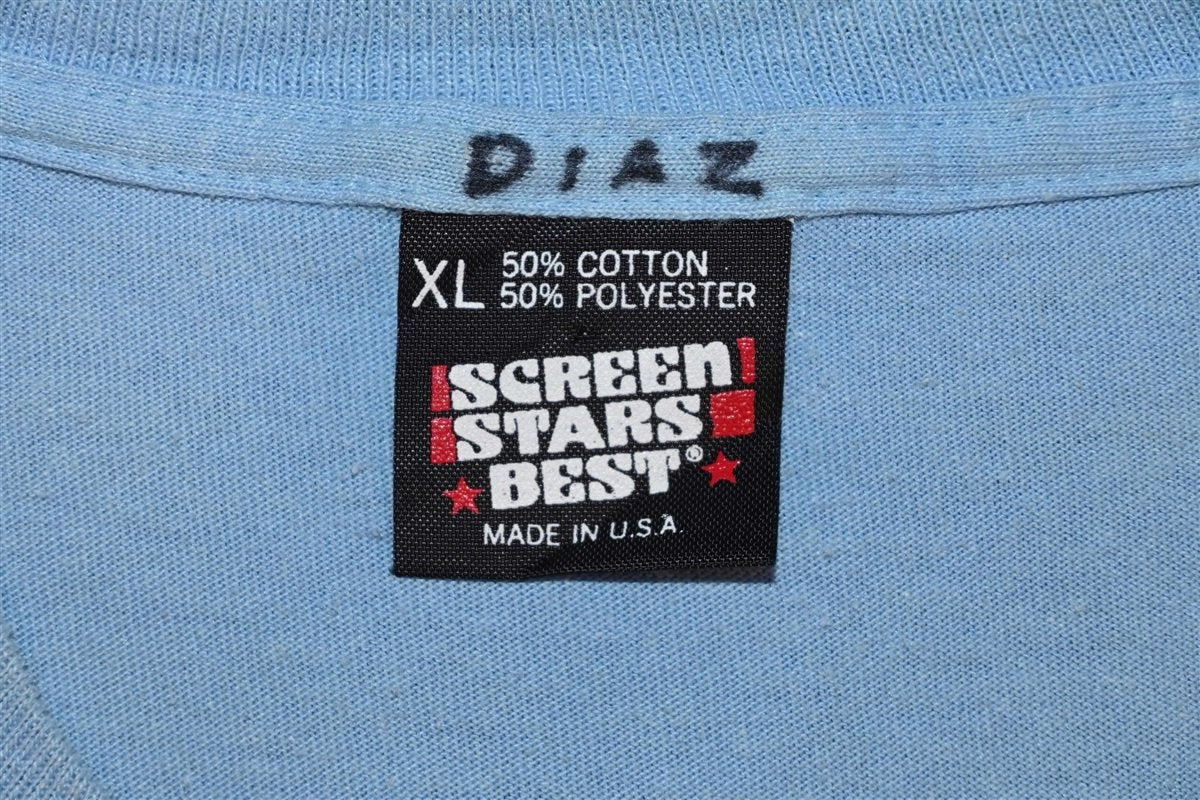 DIAZ
XL 50% COTTON
50% POLYESTER
SCREEN
STARS
BEST®
MADE IN U.S.A.